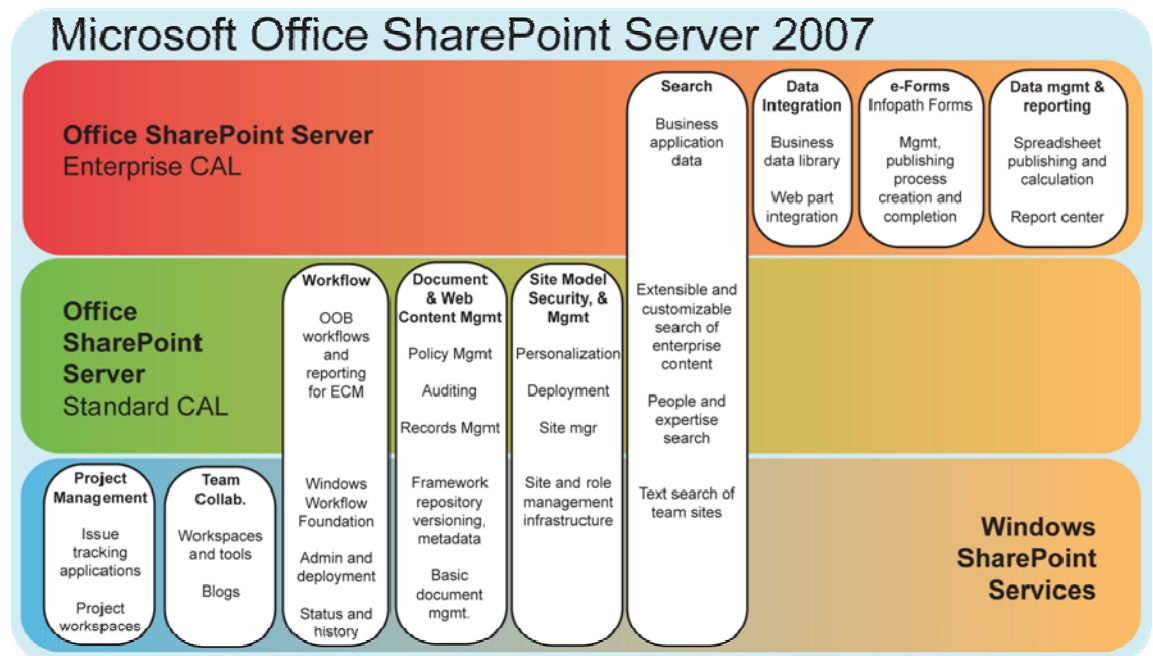 Microsoft Office SharePoint Server 2007
Office SharePoint Server
Enterprise CAL
Search
Business
application
data
Data
Integration
Business
data library
Web part
integration
e-Forms
Infopath Forms
Mgmt,
publishing
process
creation and
completion
Data mgmt &
reporting
Spreadsheet
publishing and
calculation
Report center
Office
SharePoint
Server
Standard CAL
Workflow
OOB
workflows
and
reporting
for ECM
Document
& Web
Content Mgmt
Policy Mgmt
Auditing
Records Mgmt
Site Model
Security, &
Mgmt
Personalization
Deployment
Site mgr
Extensible and
customizable
search of
enterprise
content
People and
expertise
search
Project
Management
Issue
tracking
applications
Project
workspaces
Team
Collab.
Workspaces
and tools
Blogs
Windows
Workflow
Foundation
Admin and
deployment
Status and
history
Framework
repository
versioning,
metadata
Basic
document
mgmt.
Site and role
management
infrastructure
Text search of
team sites
Windows
SharePoint
Services